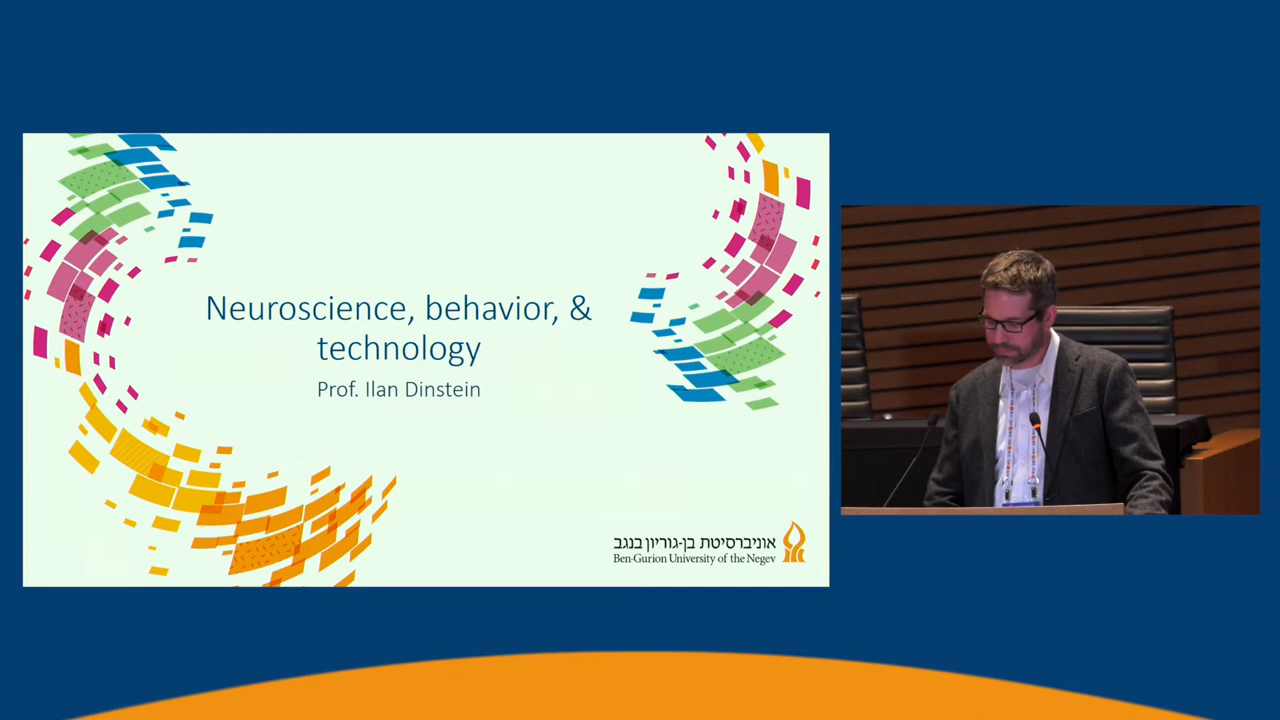 Neuroscience, behavior, &
technology
Prof. Ilan Dinstein
אוניברסיטת בן-גוריון בנגב
Ben-Gurion University of the Negev